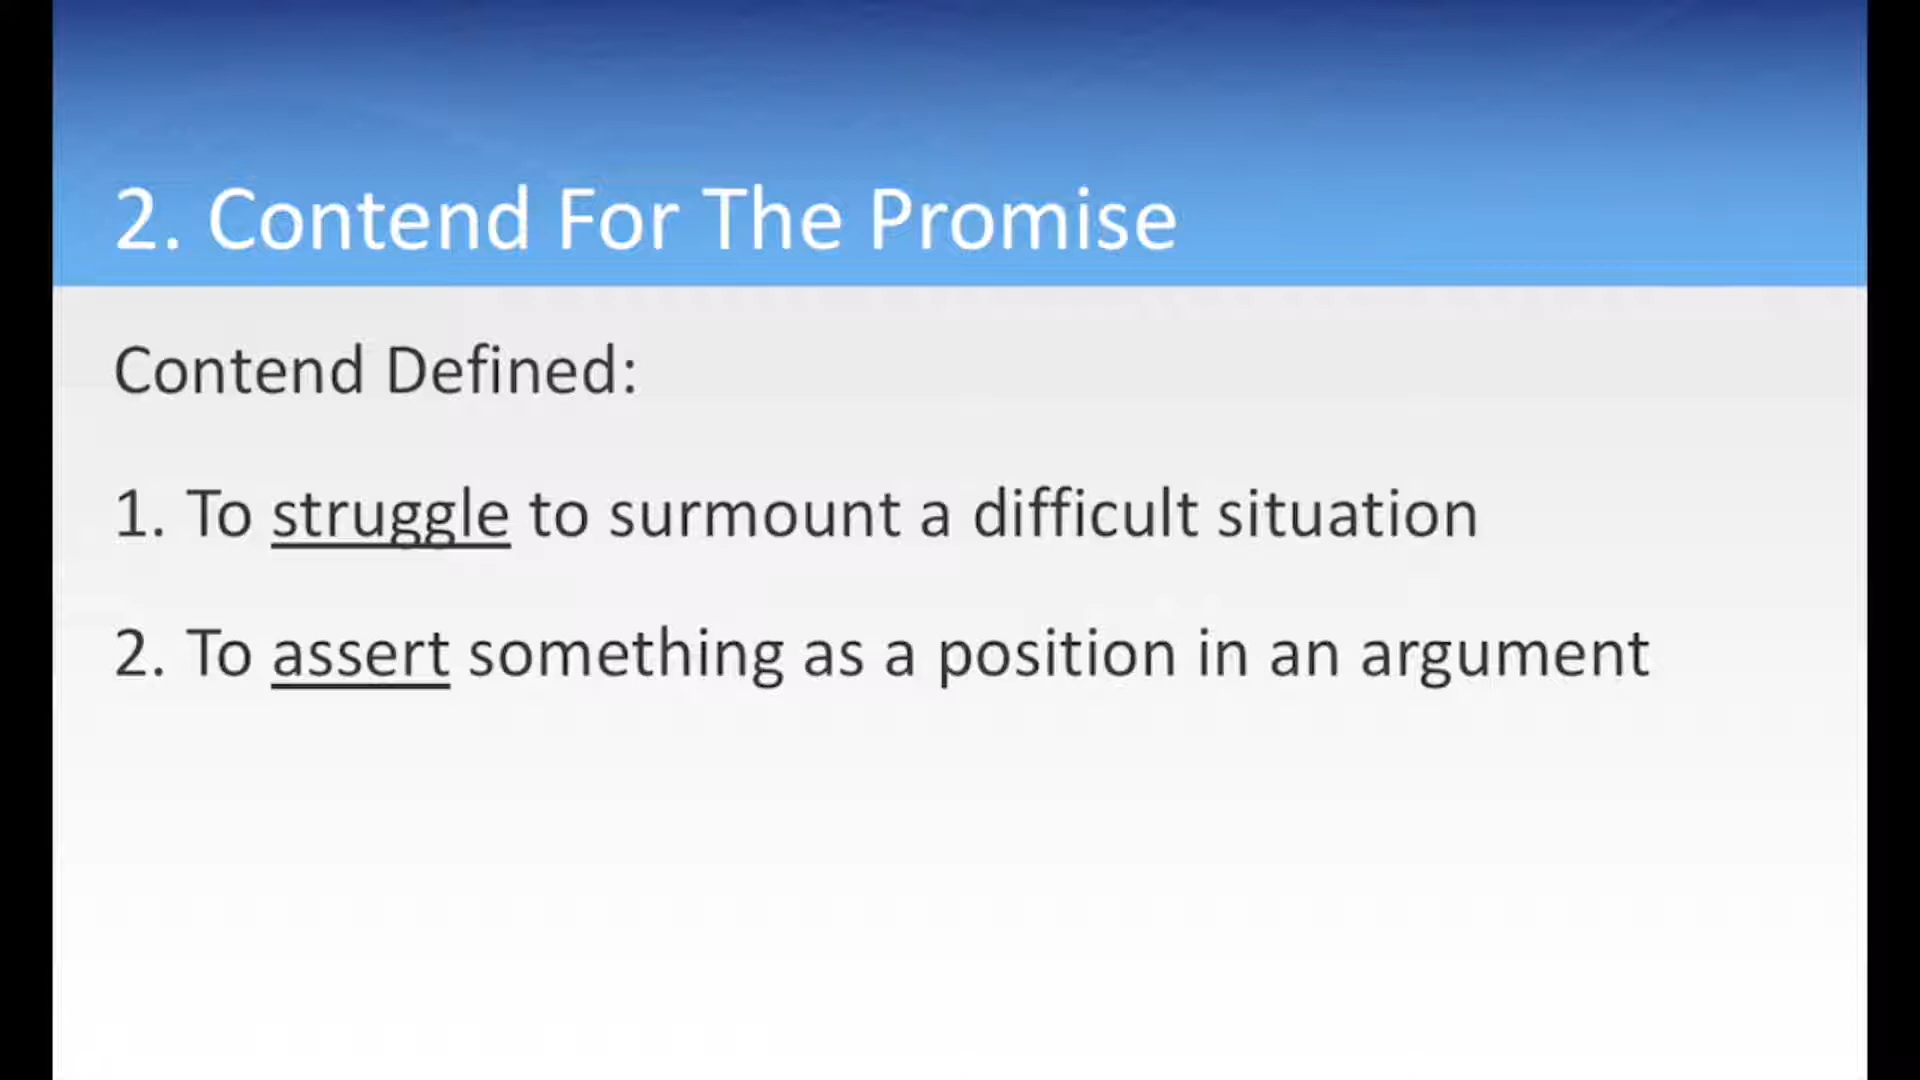 2. Contend For The Promise
Contend Defined:
1. To struggle to surmount a difficult situation
2. To assert something as a position in an argument